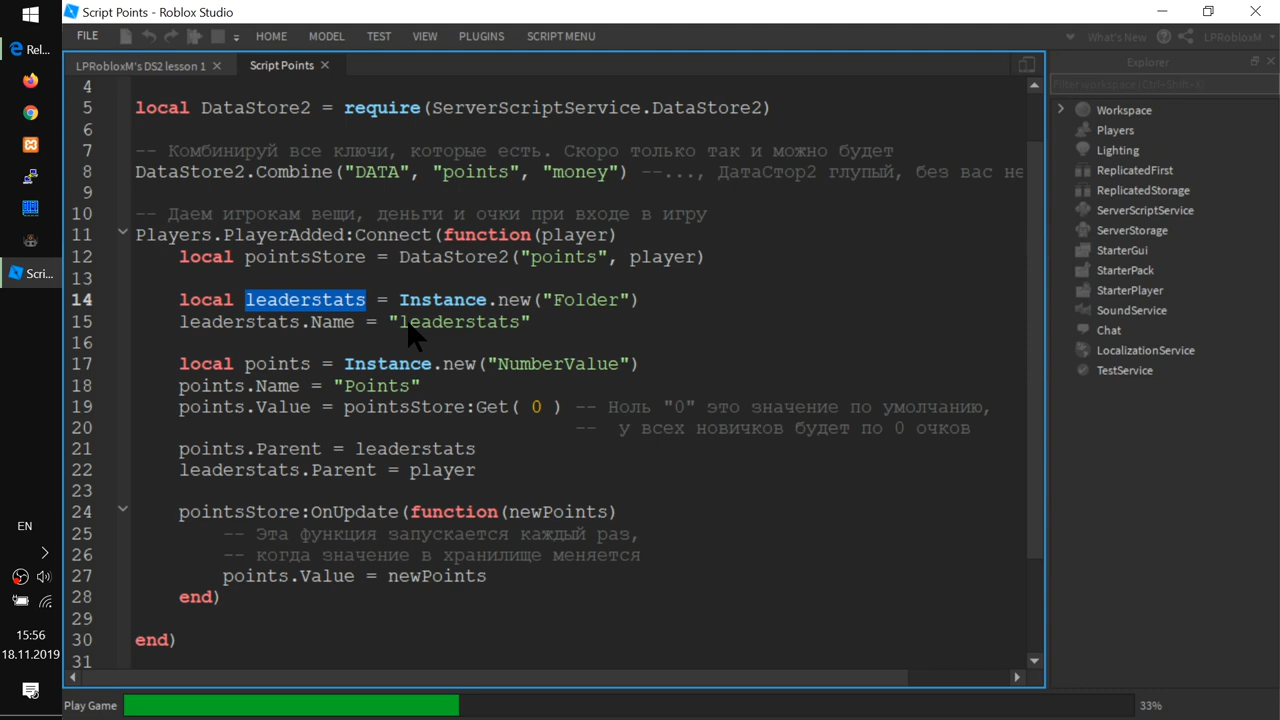 Script Points - Roblox Studio
FILE HOME MODEL TEST VIEW PLUGINS SCRIPT MENU What's New LPRobloxM
LPRobloxM's DS2 lesson 1 Script Points
Explorer
Filter workspace (Ctrl+Shift+X)
4
5 local DataStore2 = require(ServerScriptService.DataStore2)
6
7 -- Комбинируй все ключи, которые есть. Скоро только так и можно будет
8 DataStore2.Combine("DATA", "points", "money") --..., ДатаСтор2 глупый, без вас не
9
10 -- Даем игрокам вещи, деньги и очки при входе в игру
11 Players.PlayerAdded:Connect(function(player)
12 local pointsStore = DataStore2("points", player)
13
14 local leaderstats = Instance.new("Folder")
15 leaderstats.Name = "leaderstats"
16
17 local points = Instance.new("NumberValue")
18 points.Name = "Points"
19 points.Value = pointsStore:Get( 0 ) -- Ноль "0" это значение по умолчанию,
20 -- у всех новичков будет по 0 очков
21 points.Parent = leaderstats
22 leaderstats.Parent = player
23
24 pointsStore:OnUpdate(function(newPoints)
25 -- Эта функция запускается каждый раз,
26 -- когда значение в хранилище меняется
27 points.Value = newPoints
28 end)
29
30 end)
31
Workspace
Players
Lighting
ReplicatedFirst
ReplicatedStorage
ServerScriptService
ServerStorage
StarterGui
StarterPack
StarterPlayer
SoundService
Chat
LocalizationService
TestService
Rel...
Scri...
EN
15:56
18.11.2019
Play Game 33%